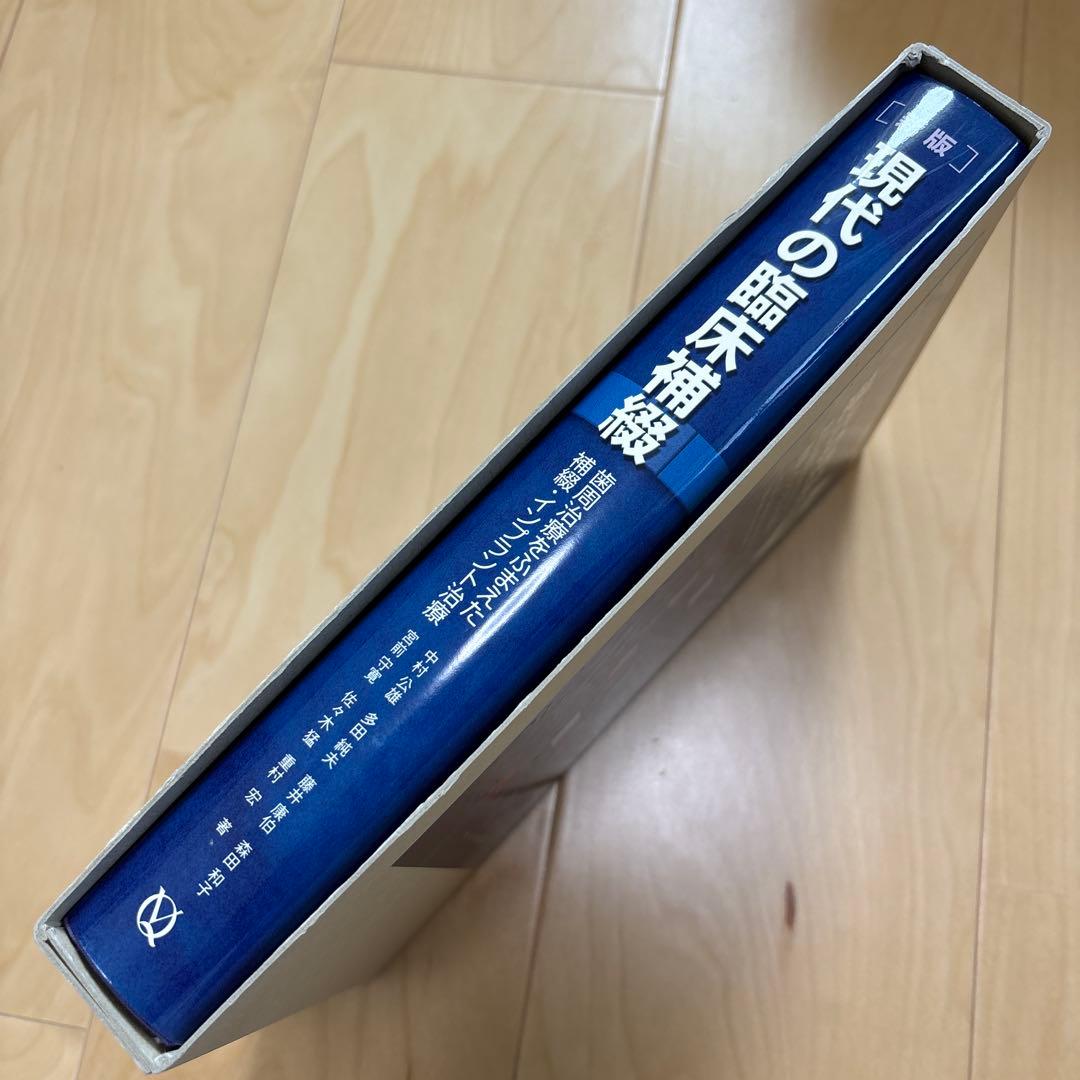 版
現代の臨床補綴
歯周治療をふまえた
補綴・インプラント治療
中村公雄 多田純夫 藤井康伯 森田和子
宮前守寛 佐々木猛 重村宏 著